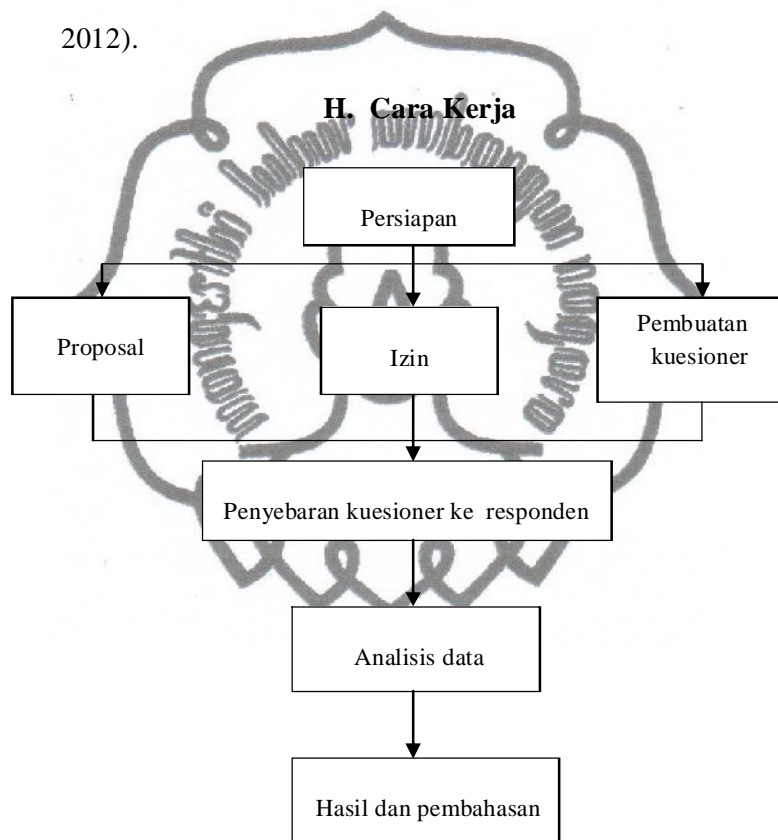 2012).
H. Cara Kerja
Persiapan
Proposal
Izin
Pembuatan
kuesioner
Penyebaran kuesioner ke responden
Analisis data
Hasil dan pembahasan